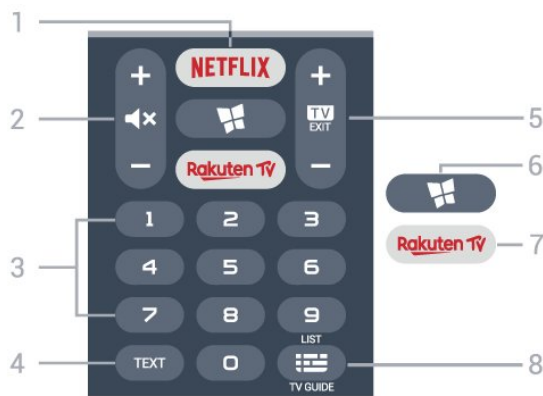 1
NETFLIX
2
TV
EXIT
5
6
Rakuten TV
Rakuten TV
7
1 2 3
3
4 5 6
7 8 9
LIST
4
TEXT
0
8
TV GUIDE